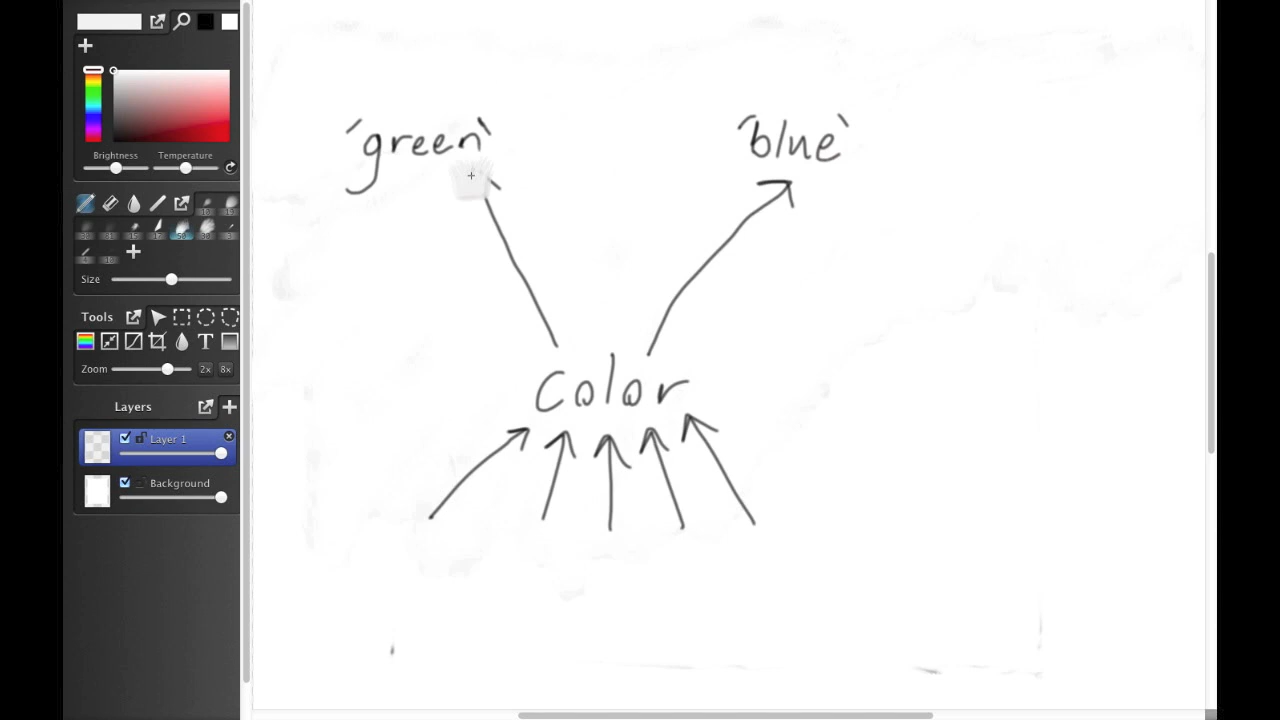 'green' 'blue'
Color
Brightness Temperature
Size
Tools
Zoom 2x 8x
Layers
Layer 1
Background